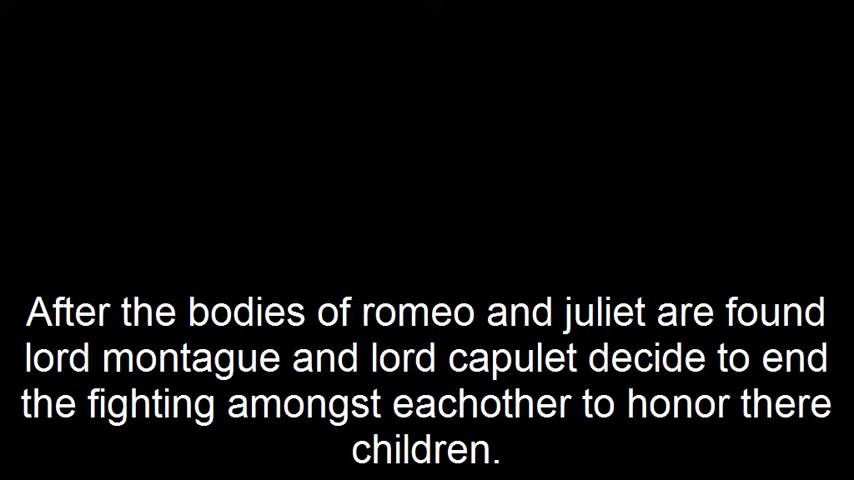 After the bodies of romeo and juliet are found
lord montague and lord capulet decide to end
the fighting amongst eachother to honor there
children.